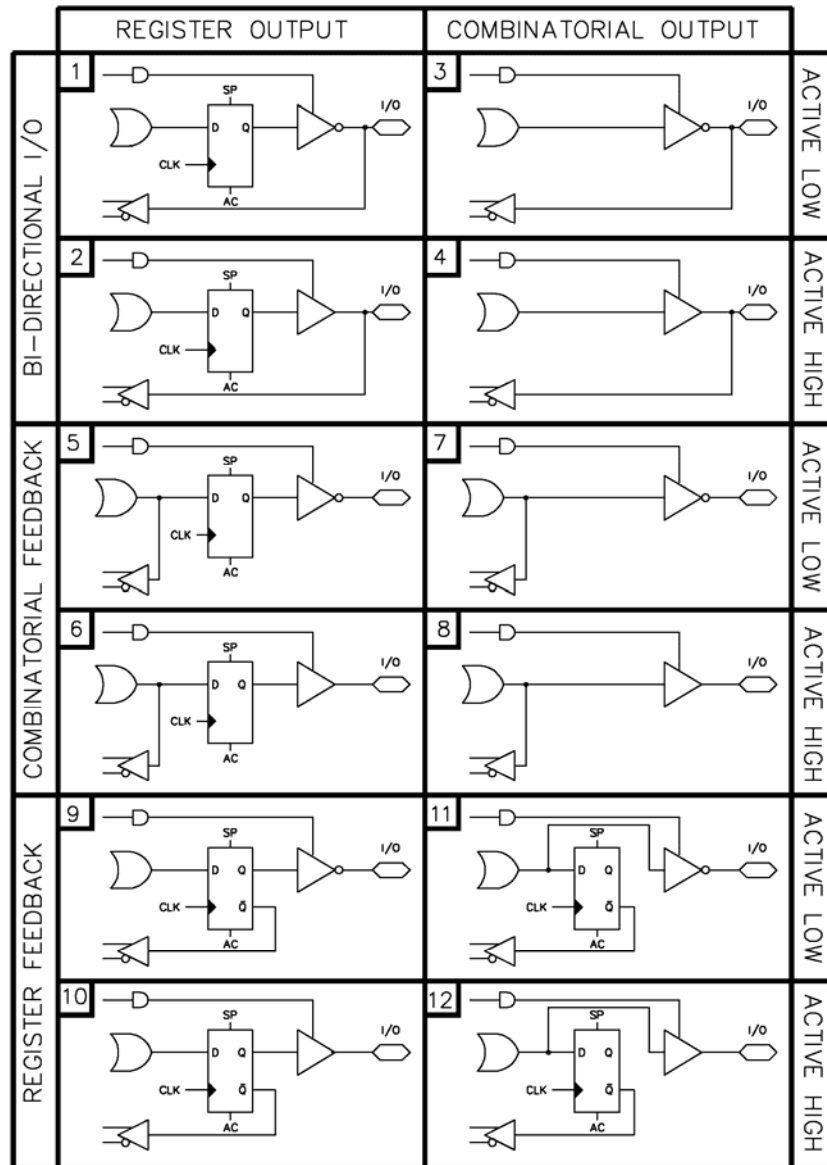 REGISTER OUTPUT
COMBINATORIAL OUTPUT
BI-DIRECTIONAL I/O
1
SP
D Q
CLK
AC
I/O
3
I/O
ACTIVE LOW
2
SP
D Q
CLK
AC
I/O
4
I/O
ACTIVE HIGH
COMBINATORIAL FEEDBACK
5
SP
D Q
CLK
AC
I/O
7
I/O
ACTIVE LOW
6
SP
D Q
CLK
AC
I/O
8
I/O
ACTIVE HIGH
REGISTER FEEDBACK
9
SP
D Q
CLK
Q̅
AC
I/O
11
SP
D Q
CLK
Q̅
AC
I/O
ACTIVE LOW
10
SP
D Q
CLK
Q̅
AC
I/O
12
SP
D Q
CLK
Q̅
AC
I/O
ACTIVE HIGH